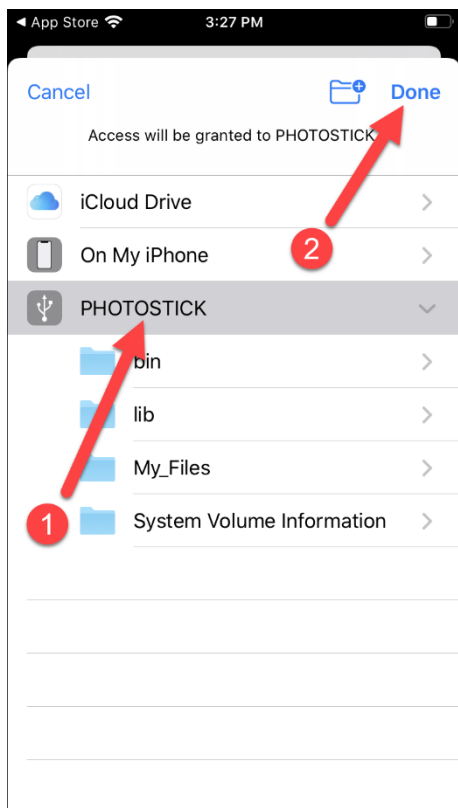 App Store
3:27 PM
Cancel
Done
Access will be granted to PHOTOSTICK
iCloud Drive
On My iPhone
2
PHOTOSTICK
bin
lib
My_Files
1
System Volume Information